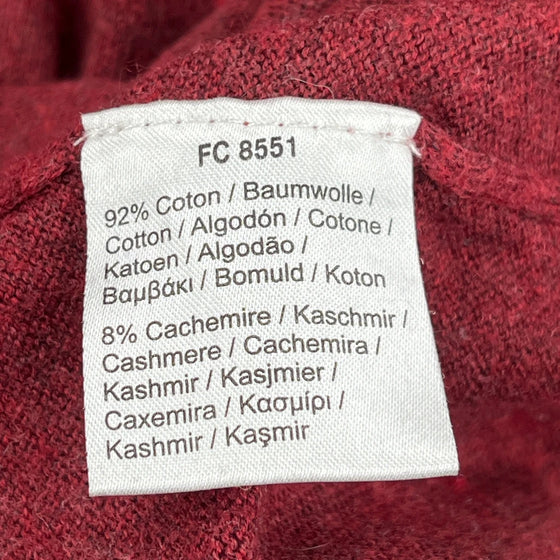 FC 8551
92% Coton / Baumwolle /
Cotton / Algodón / Cotone /
Katoen / Algodão /
Βαμβάκι / Bomuld / Koton
8% Cachemire / Kaschmir /
Cashmere / Cachemira /
Kashmir / Kasjmier /
Caxemira / Κασμίρι /
Kashmir / Kaşmir